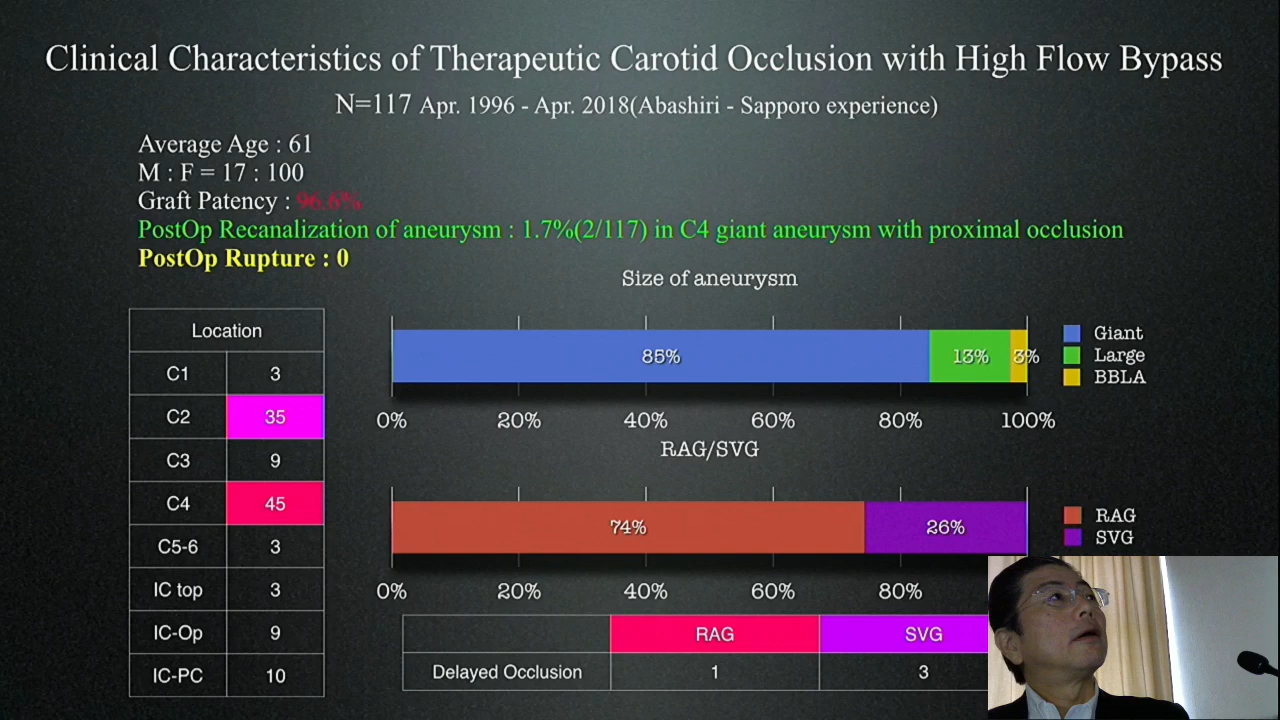 Clinical Characteristics of Therapeutic Carotid Occlusion with High Flow Bypass
N=117 Apr. 1996 - Apr. 2018(Abashiri - Sapporo experience)
Average Age : 61
M : F = 17 : 100
Graft Patency : 96.6%
PostOp Recanalization of aneurysm : 1.7%(2/117) in C4 giant aneurysm with proximal occlusion
PostOp Rupture : 0
Location
C1 3
C2 35
C3 9
C4 45
C5-6 3
IC top 3
IC-Op 9
IC-PC 10
Size of aneurysm
85% 13% 3%
0% 20% 40% 60% 80% 100%
Giant
Large
BBLA
RAG/SVG
74% 26%
0% 20% 40% 60% 80%
RAG
SVG
RAG SVG
Delayed Occlusion 1 3